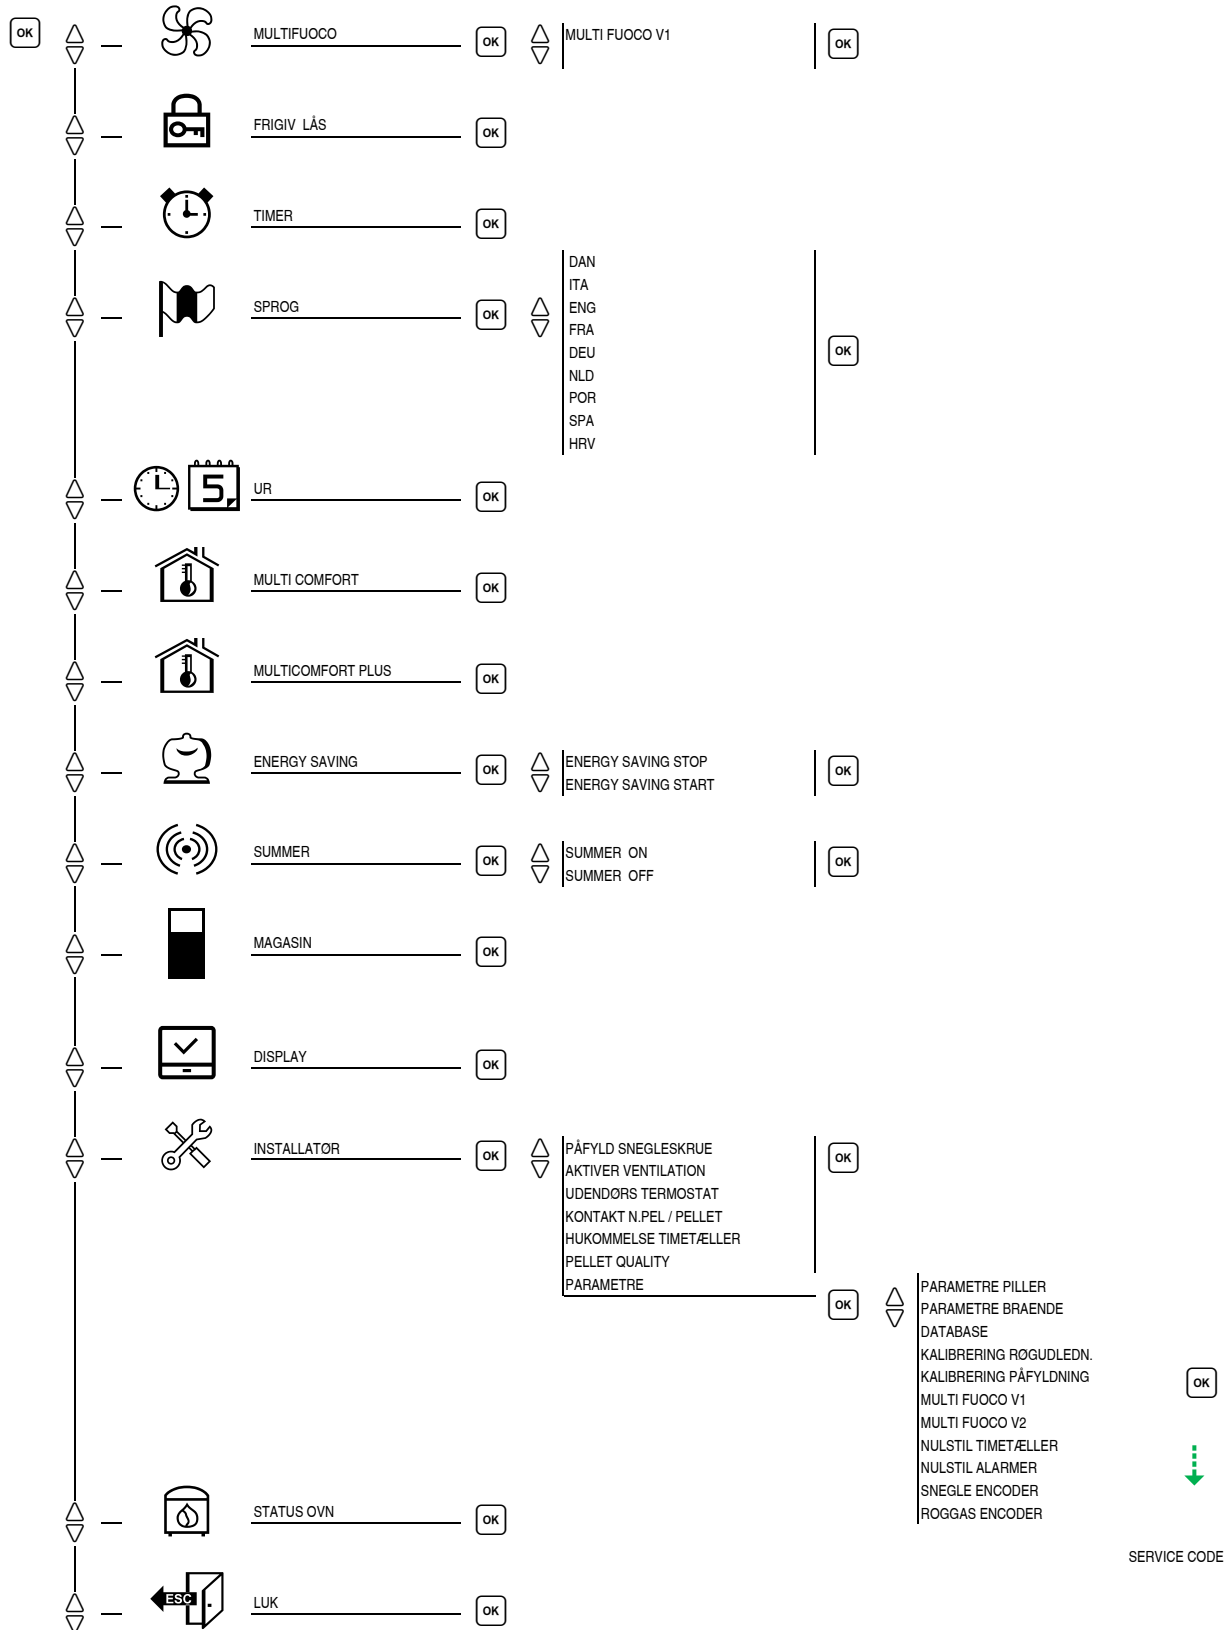 OK
MULTIFUOCO OK MULTI FUOCO V1 OK
FRIGIV LÅS OK
TIMER OK
SPROG OK
DAN
ITA
ENG
FRA
DEU
NLD
POR
SPA
HRV
OK
5
UR OK
MULTI COMFORT OK
MULTICOMFORT PLUS OK
ENERGY SAVING OK
ENERGY SAVING STOP
ENERGY SAVING START
OK
SUMMER OK
SUMMER ON
SUMMER OFF
OK
MAGASIN OK
DISPLAY OK
INSTALLATØR OK
PÅFYLD SNEGLESKRUE
AKTIVER VENTILATION
UDENDØRS TERMOSTAT
KONTAKT N.PEL / PELLET
HUKOMMELSE TIMETÆLLER
PELLET QUALITY
PARAMETRE
OK
OK
PARAMETRE PILLER
PARAMETRE BRAENDE
DATABASE
KALIBRERING RØGUDLEDN.
KALIBRERING PÅFYLDNING
MULTI FUOCO V1
MULTI FUOCO V2
NULSTIL TIMETÆLLER
NULSTIL ALARMER
SNEGLE ENCODER
ROGGAS ENCODER
OK
SERVICE CODE
STATUS OVN OK
ESC
LUK OK